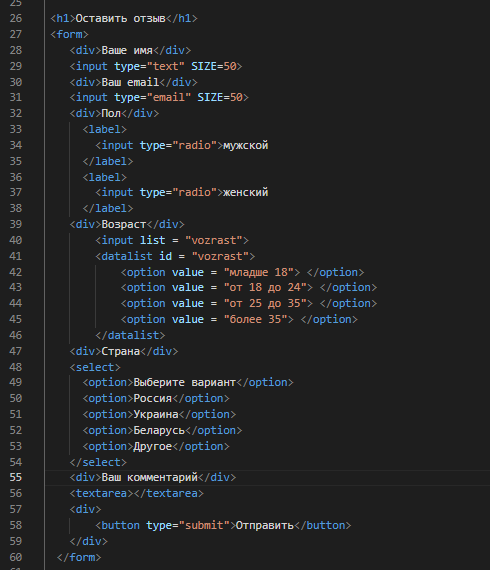 25
26 <h1>Оставить отзыв</h1>
27 <form>
28 <div>Ваше имя</div>
29 <input type="text" SIZE=50>
30 <div>Ваш email</div>
31 <input type="email" SIZE=50>
32 <div>Пол</div>
33 <label>
34 <input type="radio">мужской
35 </label>
36 <label>
37 <input type="radio">женский
38 </label>
39 <div>Возраст</div>
40 <input list = "vozrast">
41 <datalist id = "vozrast">
42 <option value = "младше 18"> </option>
43 <option value = "от 18 до 24"> </option>
44 <option value = "от 25 до 35"> </option>
45 <option value = "более 35"> </option>
46 </datalist>
47 <div>Страна</div>
48 <select>
49 <option>Выберите вариант</option>
50 <option>Россия</option>
51 <option>Украина</option>
52 <option>Беларусь</option>
53 <option>Другое</option>
54 </select>
55 <div>Ваш комментарий</div>
56 <textarea></textarea>
57 <div>
58 <button type="submit">Отправить</button>
59 </div>
60 </form>